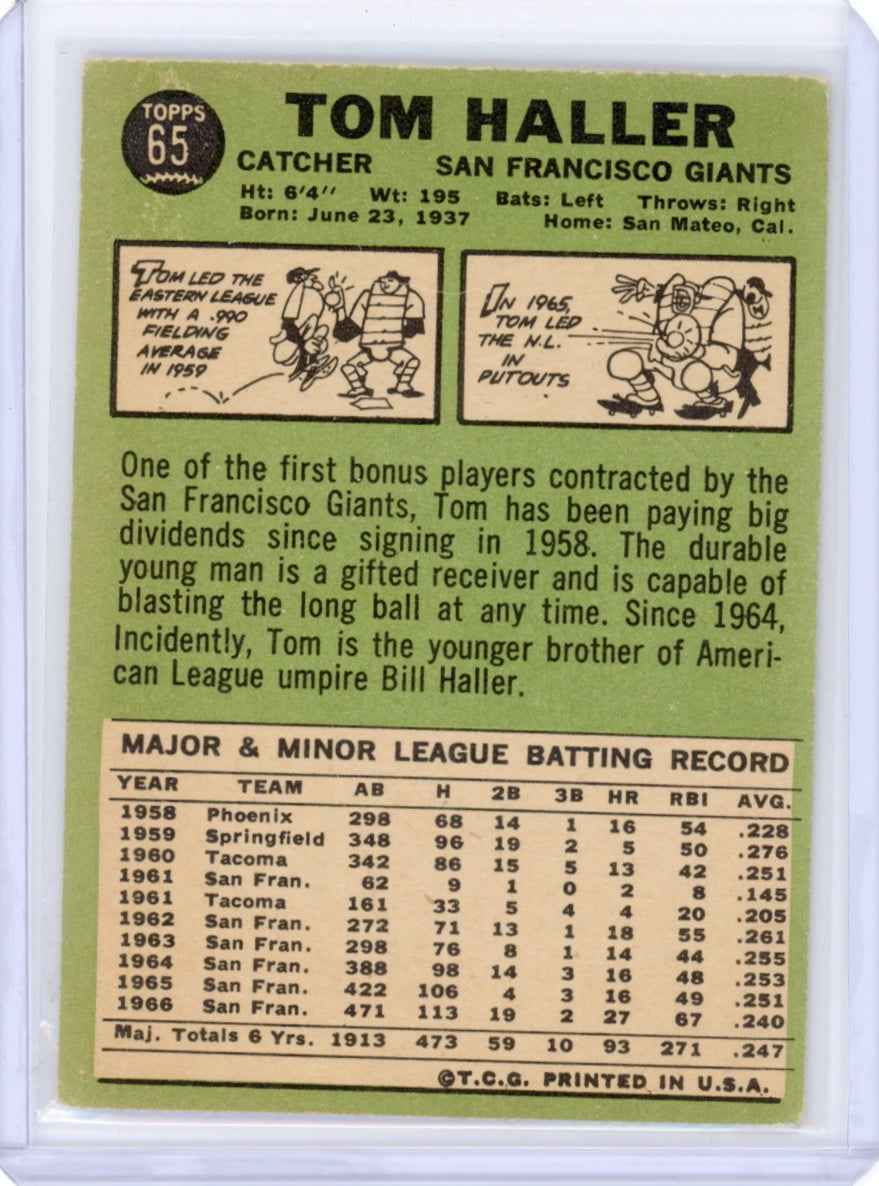 TOPPS
65
TOM HALLER
CATCHER SAN FRANCISCO GIANTS
Ht: 6'4" Wt: 195 Bats: Left Throws: Right
Born: June 23, 1937 Home: San Mateo, Cal.
TOM LED THE
EASTERN LEAGUE
WITH A .990
FIELDING
AVERAGE
IN 1959
IN 1965,
TOM LED
THE N.L.
IN
PUTOUTS
One of the first bonus players contracted by the
San Francisco Giants, Tom has been paying big
dividends since signing in 1958. The durable
young man is a gifted receiver and is capable of
blasting the long ball at any time. Since 1964,
Incidently, Tom is the younger brother of Ameri-
can League umpire Bill Haller.
MAJOR & MINOR LEAGUE BATTING RECORD
YEAR TEAM AB H 2B 3B HR RBI AVG.
1958 Phoenix 298 68 14 1 16 54 .228
1959 Springfield 348 96 19 2 5 50 .276
1960 Tacoma 342 86 15 5 13 42 .251
1961 San Fran. 62 9 1 0 2 8 .145
1961 Tacoma 161 33 5 4 4 20 .205
1962 San Fran. 272 71 13 1 18 55 .261
1963 San Fran. 298 76 8 1 14 44 .255
1964 San Fran. 388 98 14 3 16 48 .253
1965 San Fran. 422 106 4 3 16 49 .251
1966 San Fran. 471 113 19 2 27 67 .240
Maj. Totals 6 Yrs. 1913 473 59 10 93 271 .247
©T.C.G. PRINTED IN U.S.A.